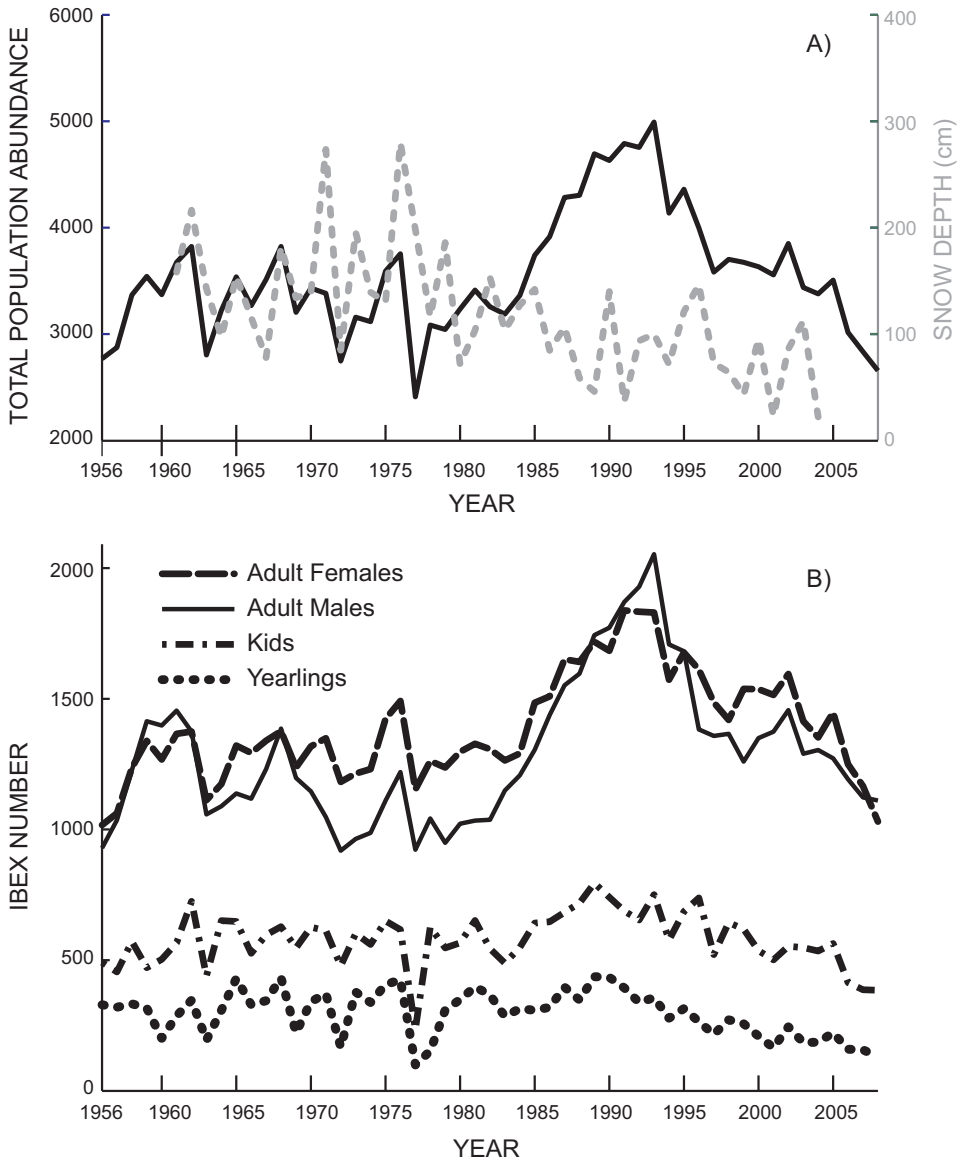 A)
TOTAL POPULATION ABUNDANCE
6000
5000
4000
3000
2000
SNOW DEPTH (cm)
400
300
200
100
0
1956 1960 1965 1970 1975 1980 1985 1990 1995 2000 2005
YEAR
B)
Adult Females
Adult Males
Kids
Yearlings
IBEX NUMBER
2000
1500
1000
500
0
1956 1960 1965 1970 1975 1980 1985 1990 1995 2000 2005
YEAR